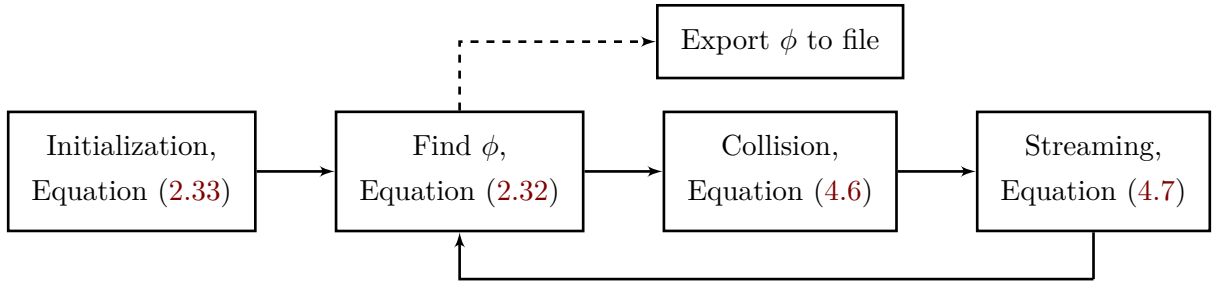 Export ϕ to file
Initialization,
Equation (2.33)
Find ϕ,
Equation (2.32)
Collision,
Equation (4.6)
Streaming,
Equation (4.7)